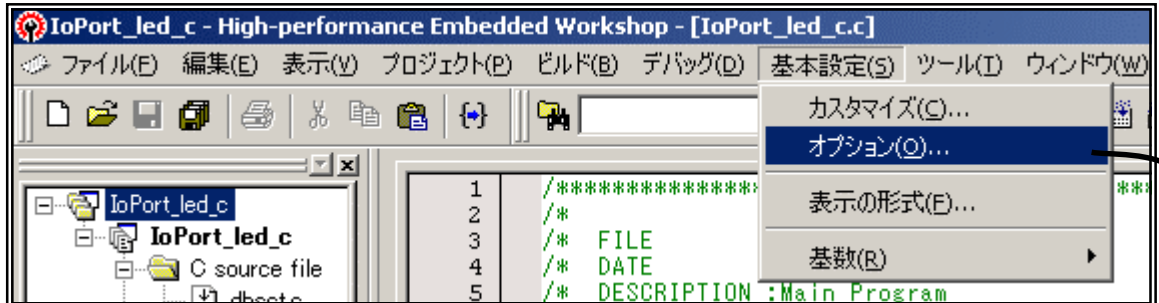 IoPort_led_c - High-performance Embedded Workshop - [IoPort_led_c.c]
ファイル(F) 編集(E) 表示(V) プロジェクト(P) ビルド(B) デバッグ(D) 基本設定(S) ツール(T) ウィンドウ(W)
カスタマイズ(C)...
オプション(O)...
表示の形式(F)...
基数(R)
IoPort_led_c
IoPort_led_c
C source file
1 /***************
2 /*
3 /* FILE
4 /* DATE
5 /* DESCRIPTION :Main Program